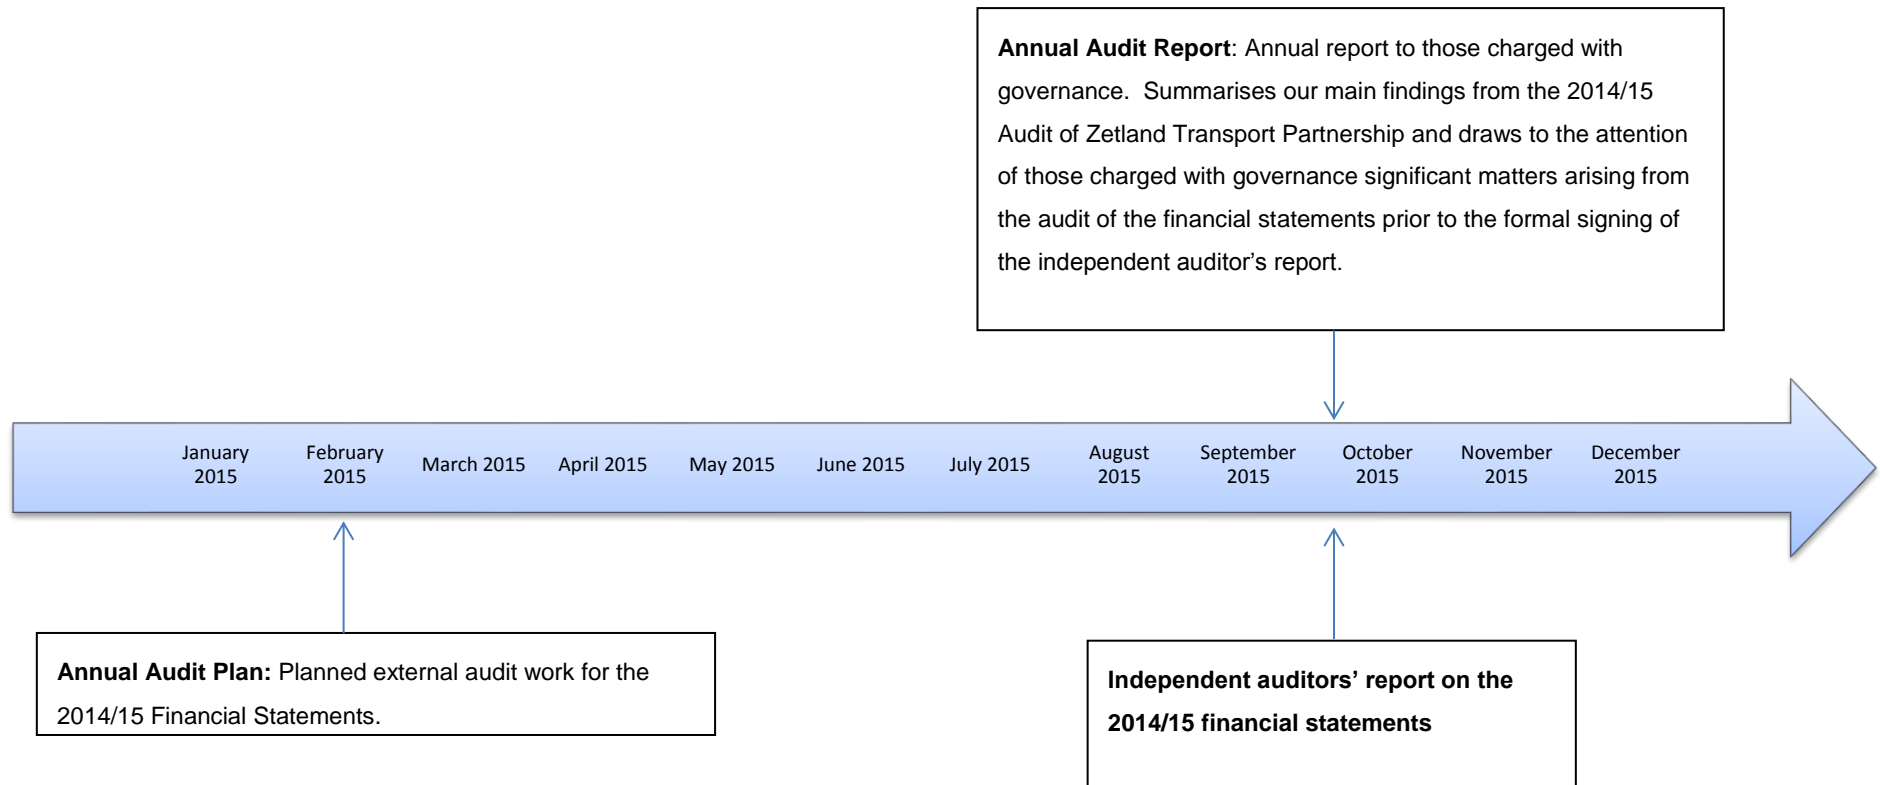 Annual Audit Report: Annual report to those charged with
governance.  Summarises our main findings from the 2014/15
Audit of Zetland Transport Partnership and draws to the attention
of those charged with governance significant matters arising from
the audit of the financial statements prior to the formal signing of
the independent auditor’s report.
January
2015
February
2015
March 2015
April 2015
May 2015
June 2015
July 2015
August
2015
September
2015
October
2015
November
2015
December
2015
Annual Audit Plan: Planned external audit work for the
2014/15 Financial Statements.
Independent auditors’ report on the
2014/15 financial statements